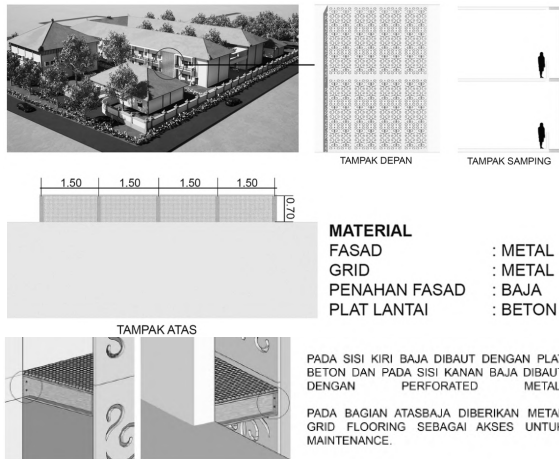 TAMPAK DEPAN
TAMPAK SAMPING
1.50 1.50 1.50 1.50
0.70
TAMPAK ATAS
MATERIAL
FASAD : METAL
GRID : METAL
PENAHAN FASAD : BAJA
PLAT LANTAI : BETON
PADA SISI KIRI BAJA DIBAUT DENGAN PLAT
BETON DAN PADA SISI KANAN BAJA DIBAUT
DENGAN PERFORATED METAL
PADA BAGIAN ATASBAJA DIBERIKAN METAL
GRID FLOORING SEBAGAI AKSES UNTUK
MAINTENANCE.